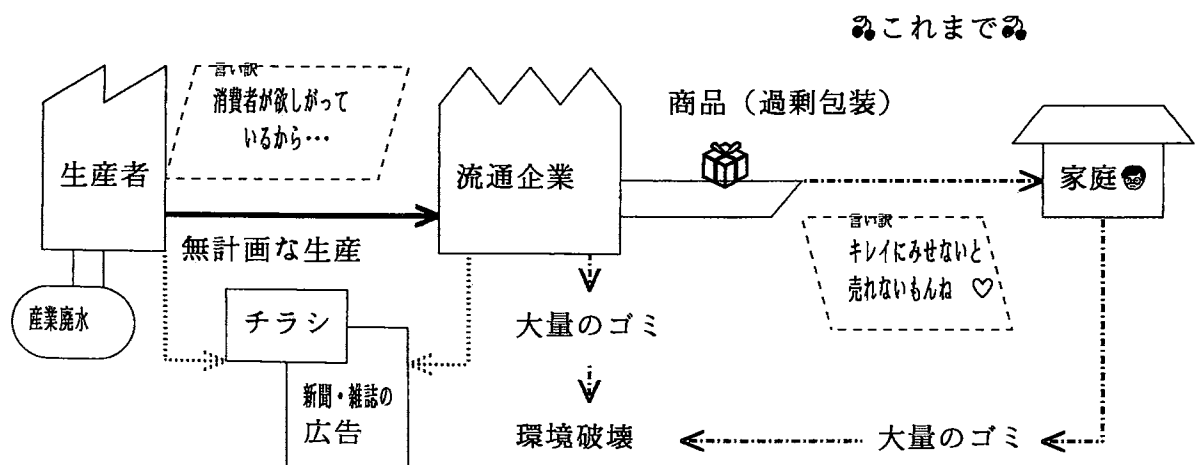 これまで
言い訳
消費者が欲しがって
いるから・・・
商品（過剰包装）
生産者
流通企業
家庭
無計画な生産
言い訳
キレイにみせないと
売れないもんね ♡
産業廃水
チラシ
大量のゴミ
新聞・雑誌の
広告
環境破壊
大量のゴミ